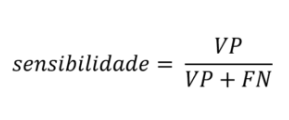 sensibilidade = VP / VP + FN